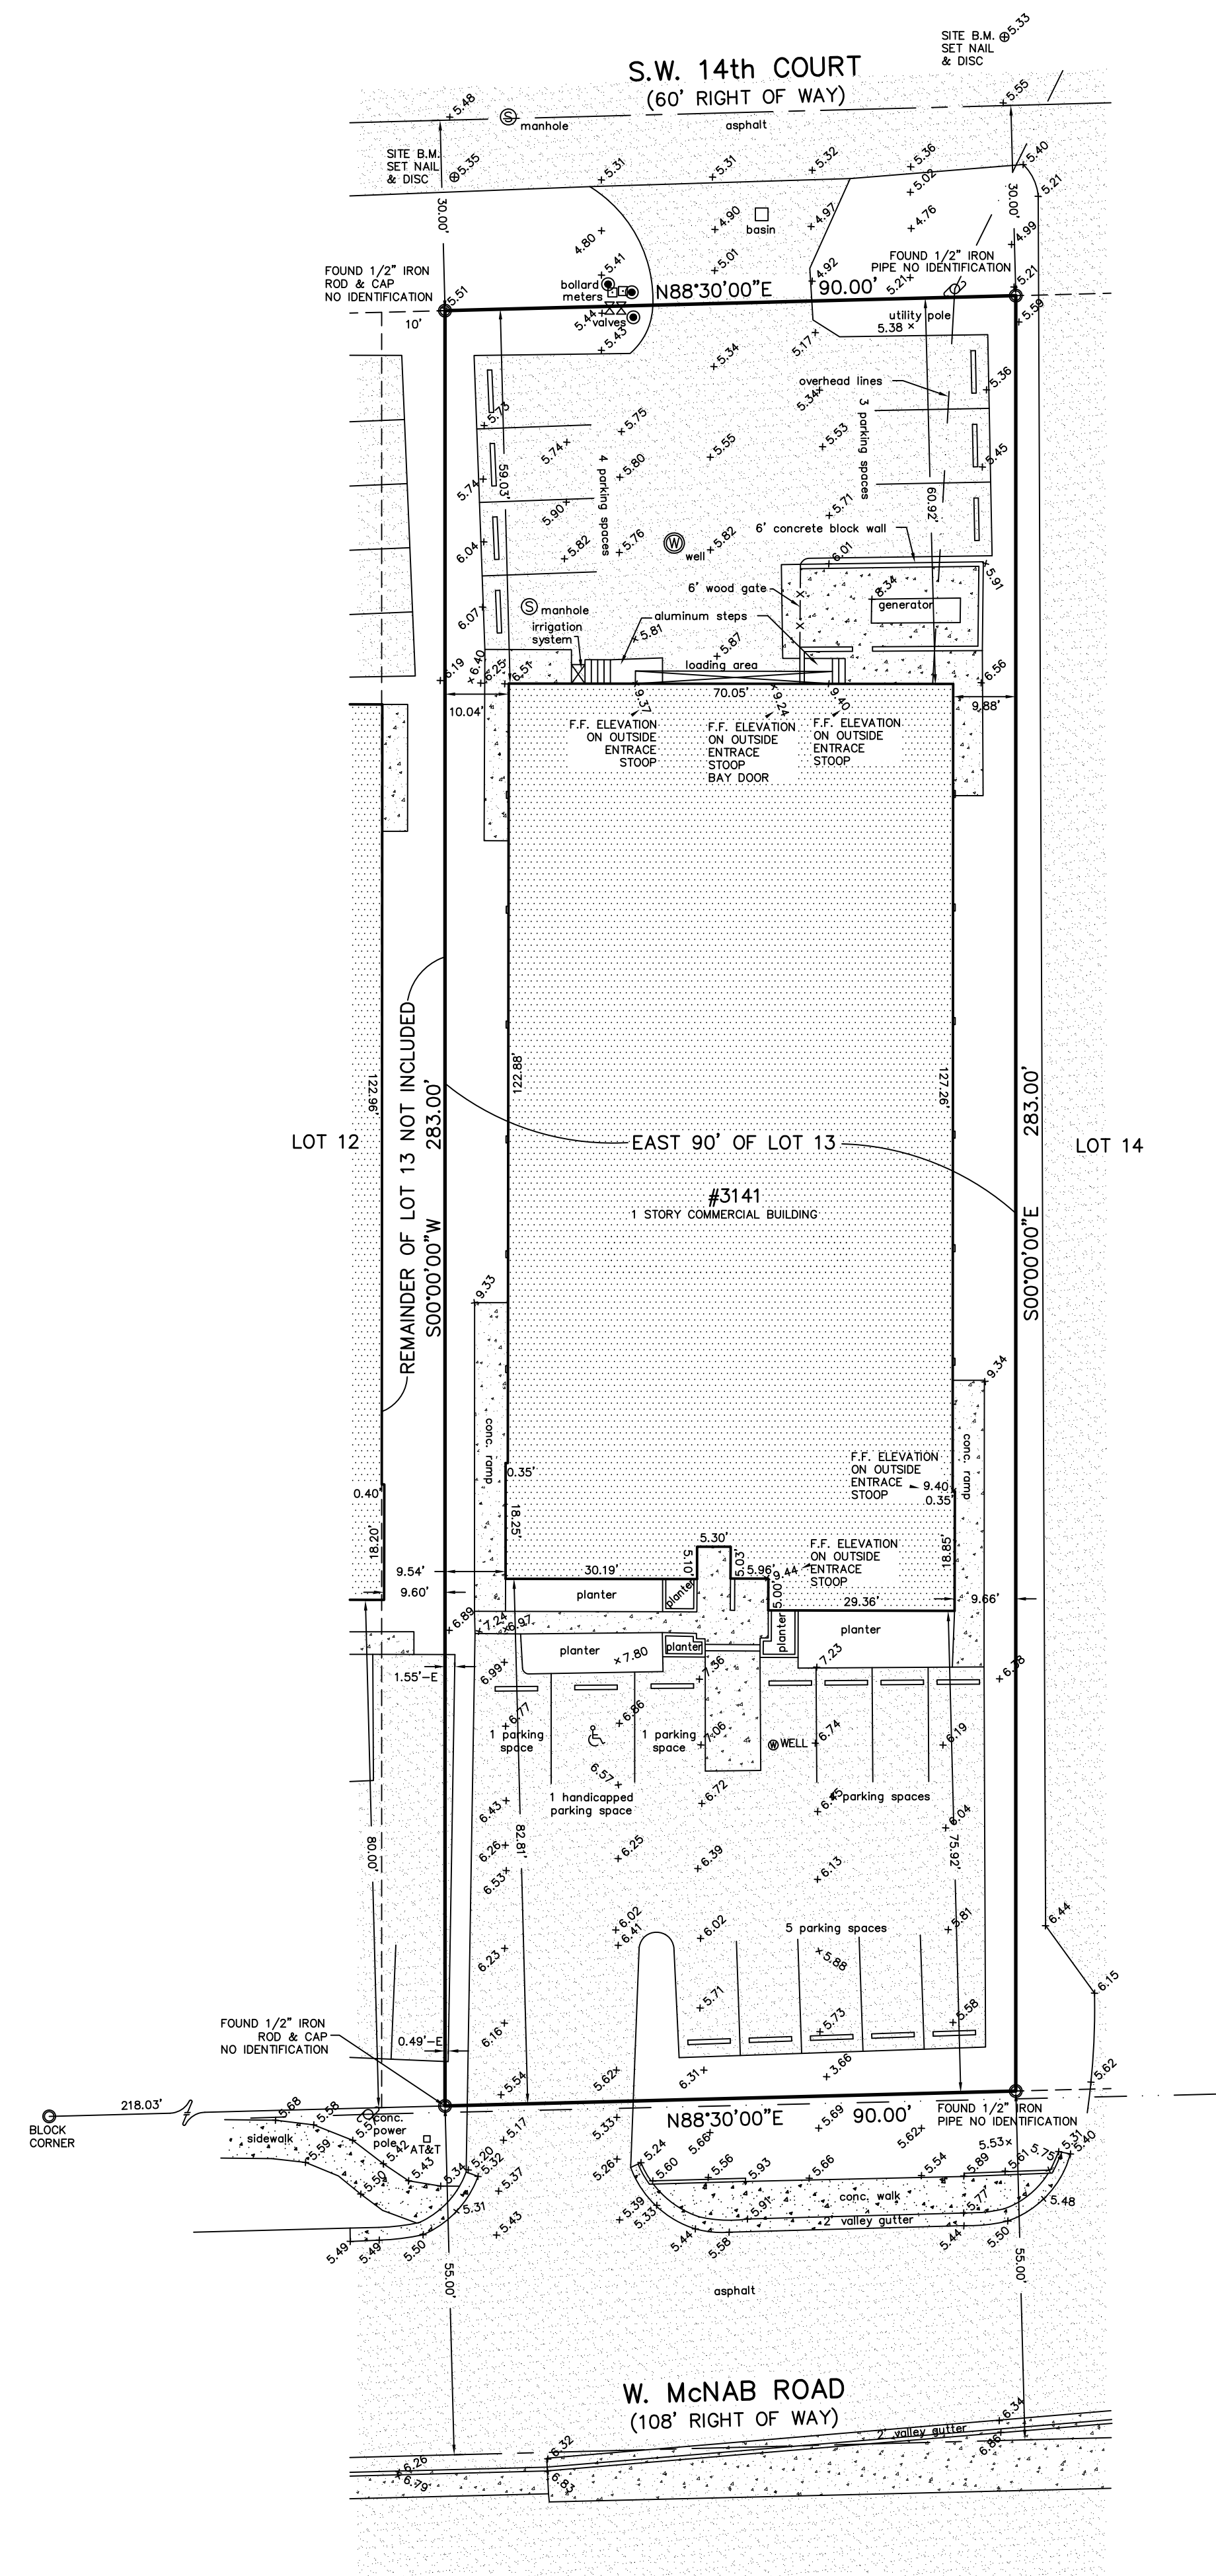 SITE B.M.
SET NAIL
& DISC
5.33
S.W. 14th COURT
(60' RIGHT OF WAY)
5.48
manhole
asphalt
5.55
SITE B.M.
SET NAIL
& DISC
5.35
5.31
5.31
5.32
5.36
5.40
5.02
5.21
30.00'
30.00'
4.80
4.90
basin
4.97
4.76
4.99
5.41
5.01
4.92
FOUND 1/2" IRON
PIPE NO IDENTIFICATION
FOUND 1/2" IRON
ROD & CAP
NO IDENTIFICATION
5.51
bollard
meters
N88°30'00"E
90.00'
5.21
5.21
5.59
10'
5.44
valves
utility pole
5.38
5.43
5.34
5.17
5.36
overhead lines
5.73
5.75
5.34
3 parking spaces
5.74
5.55
5.53
5.45
59.03'
4 parking spaces
5.80
5.74
60.92'
5.90
5.71
6' concrete block wall
6.04
5.82
5.76
well
5.82
6.01
5.91
6' wood gate
8.34
generator
6.07
manhole
irrigation
system
aluminum steps
5.81
5.87
loading area
6.19
6.40
6.25
6.51
6.56
10.04'
9.37
70.05'
9.24
9.40
9.88'
F.F. ELEVATION
ON OUTSIDE
ENTRACE
STOOP
F.F. ELEVATION
ON OUTSIDE
ENTRACE
STOOP
BAY DOOR
F.F. ELEVATION
ON OUTSIDE
ENTRACE
STOOP
122.96'
REMAINDER OF LOT 13 NOT INCLUDED
S00°00'00"W 283.00'
122.88'
127.26'
S00°00'00"E 283.00'
LOT 12
EAST 90' OF LOT 13
LOT 14
#3141
1 STORY COMMERCIAL BUILDING
9.33
9.34
conc. ramp
conc. ramp
F.F. ELEVATION
ON OUTSIDE
ENTRACE
STOOP
9.40
0.35'
0.35'
0.40'
18.20'
18.25'
18.85'
5.30'
5.10'
5.03'
F.F. ELEVATION
ON OUTSIDE
ENTRACE
STOOP
9.54'
30.19'
5.96'
9.44
9.60'
planter
planter
5.00'
29.36'
9.66'
6.89
7.24
6.97
planter
planter
planter
planter
7.80
7.36
7.23
6.99
6.38
1.55'-E
6.77
1 parking
space
6.86
1 parking
space
7.06
WELL
6.74
6.19
6.57
1 handicapped
parking space
6.72
6.45
4 parking spaces
6.43
6.04
80.00'
82.81'
75.92'
6.26
6.25
6.39
6.13
6.53
6.02
6.41
6.02
5 parking spaces
5.81
6.44
6.23
5.88
6.15
5.71
5.73
5.58
FOUND 1/2" IRON
ROD & CAP
NO IDENTIFICATION
0.49'-E
6.16
5.54
5.62
6.31
3.66
5.62
218.03'
BLOCK
CORNER
5.68
5.58
conc.
power
pole
AT&T
5.17
5.33
N88°30'00"E
5.69
90.00'
FOUND 1/2" IRON
PIPE NO IDENTIFICATION
sidewalk
5.59
5.42
5.66
5.62
5.53
5.75
5.31
5.40
5.50
5.43
5.34
5.20
5.32
5.37
5.26
5.24
5.60
5.56
5.93
5.66
5.54
5.89
5.61
5.31
5.39
5.33
5.91
conc. walk
5.77
5.48
2' valley gutter
5.43
5.44
5.58
5.44
5.50
5.49
5.49
5.50
55.00'
55.00'
asphalt
W. McNAB ROAD
(108' RIGHT OF WAY)
6.34
2' valley gutter
6.86
6.32
6.26
6.79
6.83